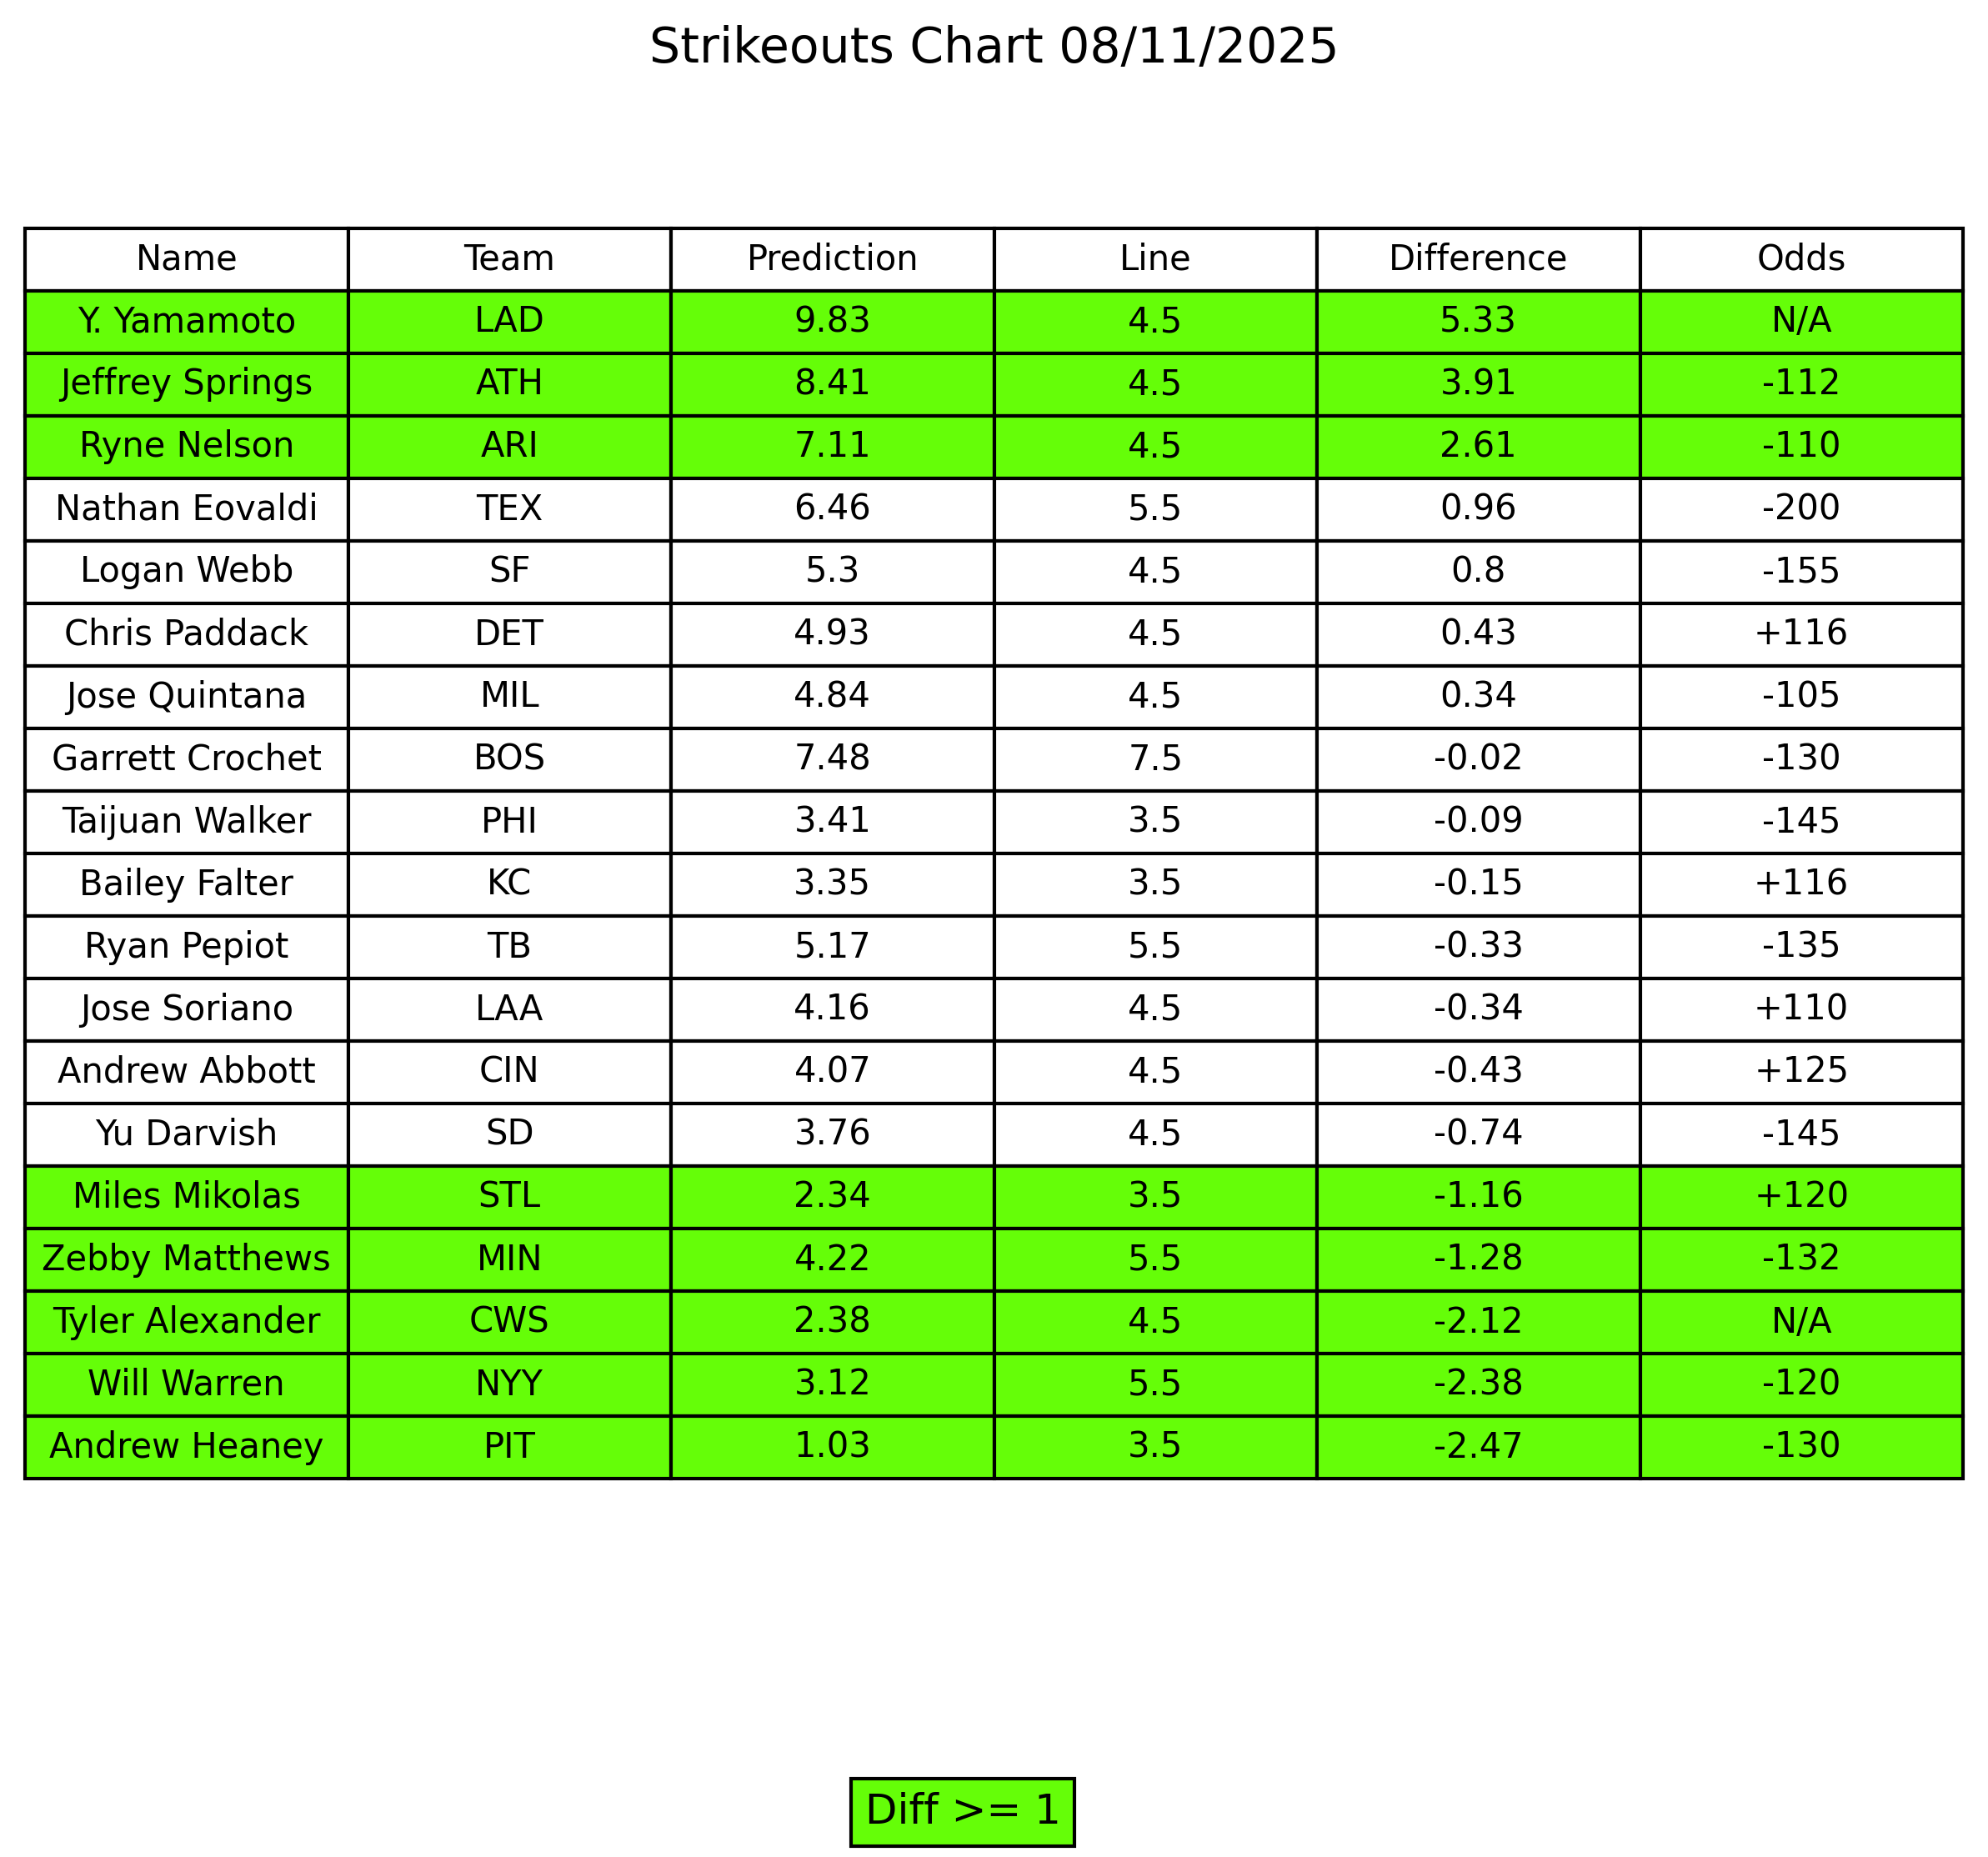 Strikeouts Chart 08/11/2025
Name Team Prediction Line Difference Odds
Y. Yamamoto LAD 9.83 4.5 5.33 N/A
Jeffrey Springs ATH 8.41 4.5 3.91 -112
Ryne Nelson ARI 7.11 4.5 2.61 -110
Nathan Eovaldi TEX 6.46 5.5 0.96 -200
Logan Webb SF 5.3 4.5 0.8 -155
Chris Paddack DET 4.93 4.5 0.43 +116
Jose Quintana MIL 4.84 4.5 0.34 -105
Garrett Crochet BOS 7.48 7.5 -0.02 -130
Taijuan Walker PHI 3.41 3.5 -0.09 -145
Bailey Falter KC 3.35 3.5 -0.15 +116
Ryan Pepiot TB 5.17 5.5 -0.33 -135
Jose Soriano LAA 4.16 4.5 -0.34 +110
Andrew Abbott CIN 4.07 4.5 -0.43 +125
Yu Darvish SD 3.76 4.5 -0.74 -145
Miles Mikolas STL 2.34 3.5 -1.16 +120
Zebby Matthews MIN 4.22 5.5 -1.28 -132
Tyler Alexander CWS 2.38 4.5 -2.12 N/A
Will Warren NYY 3.12 5.5 -2.38 -120
Andrew Heaney PIT 1.03 3.5 -2.47 -130
Diff >= 1